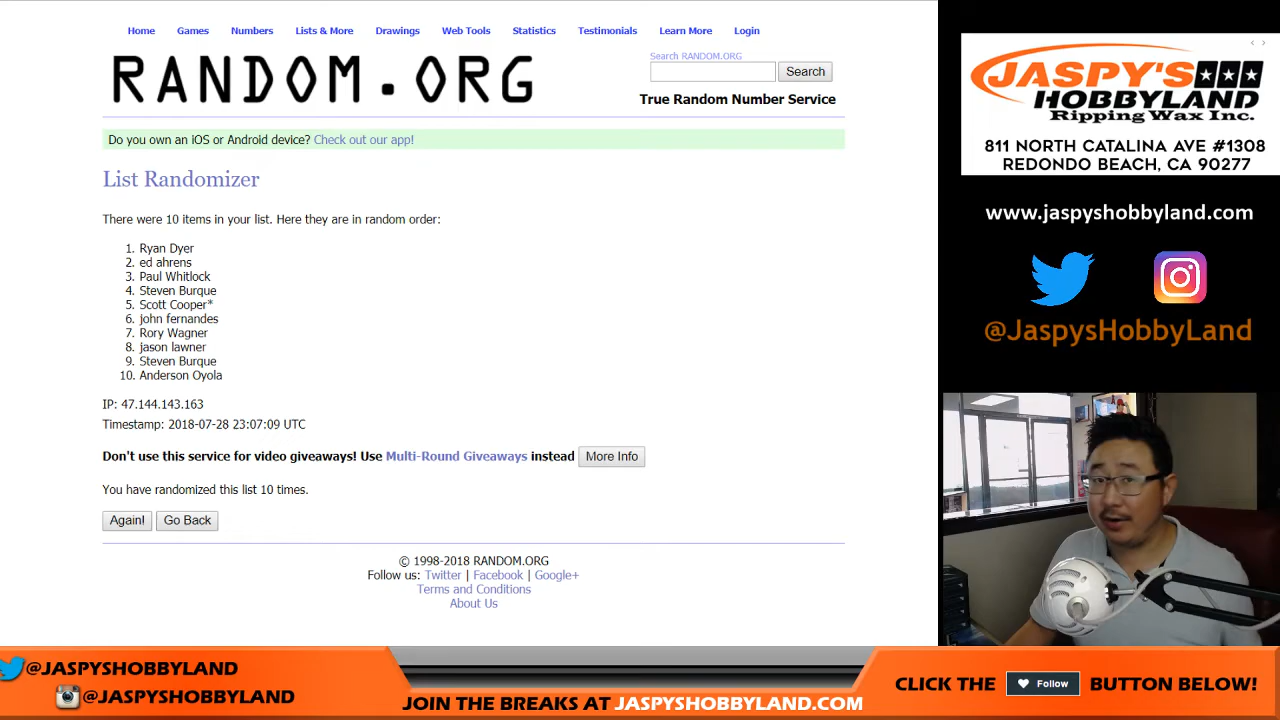 Home Games Numbers Lists & More Drawings Web Tools Statistics Testimonials Learn More Login
RANDOM.ORG
Search RANDOM.ORG
Search
True Random Number Service
Do you own an iOS or Android device? Check out our app!
List Randomizer
There were 10 items in your list. Here they are in random order:
1. Ryan Dyer
2. ed ahrens
3. Paul Whitlock
4. Steven Burque
5. Scott Cooper*
6. john fernandes
7. Rory Wagner
8. jason lawner
9. Steven Burque
10. Anderson Oyola
IP: 47.144.143.163
Timestamp: 2018-07-28 23:07:09 UTC
Don't use this service for video giveaways! Use Multi-Round Giveaways instead More Info
You have randomized this list 10 times.
Again! Go Back
© 1998-2018 RANDOM.ORG
Follow us: Twitter | Facebook | Google+
Terms and Conditions
About Us
JASPY'S
HOBBYLAND
Ripping Wax Inc.
811 NORTH CATALINA AVE #1308
REDONDO BEACH, CA 90277
www.jaspyshobbyland.com
@JaspysHobbyLand
@JASPYSHOBBYLAND
@JASPYSHOBBYLAND
JOIN THE BREAKS AT JASPYSHOBBYLAND.COM
CLICK THE Follow BUTTON BELOW!